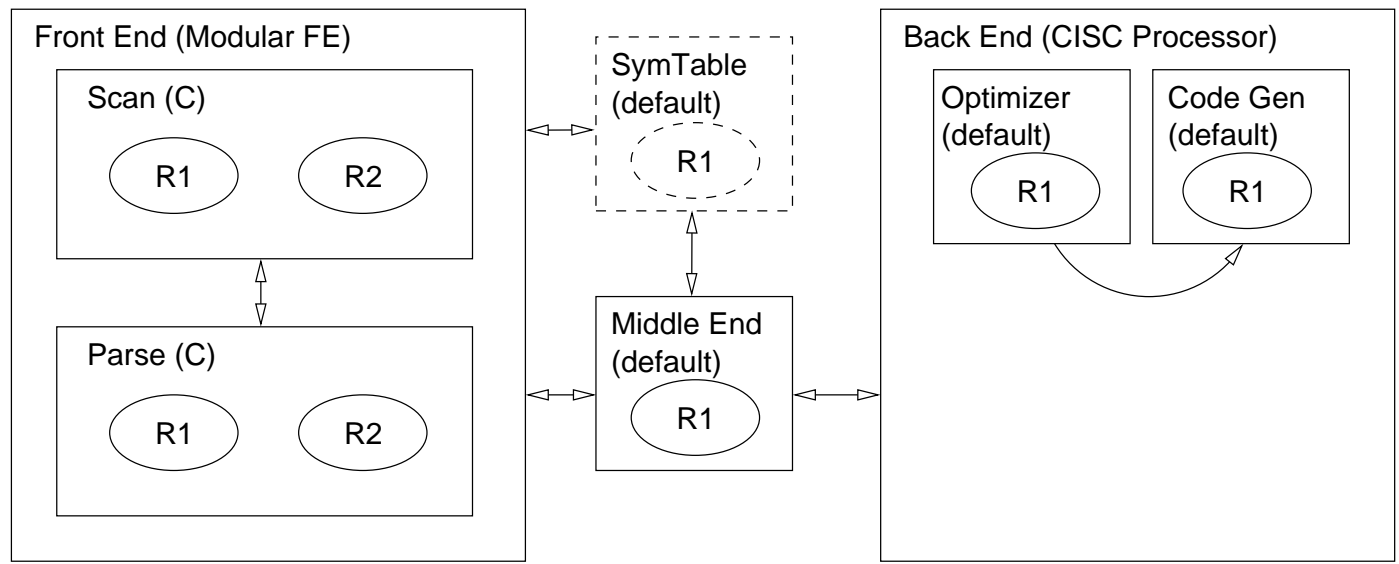 Front End (Modular FE)
Scan (C)
R1
R2
Parse (C)
R1
R2
SymTable
(default)
R1
Middle End
(default)
R1
Back End (CISC Processor)
Optimizer
(default)
R1
Code Gen
(default)
R1